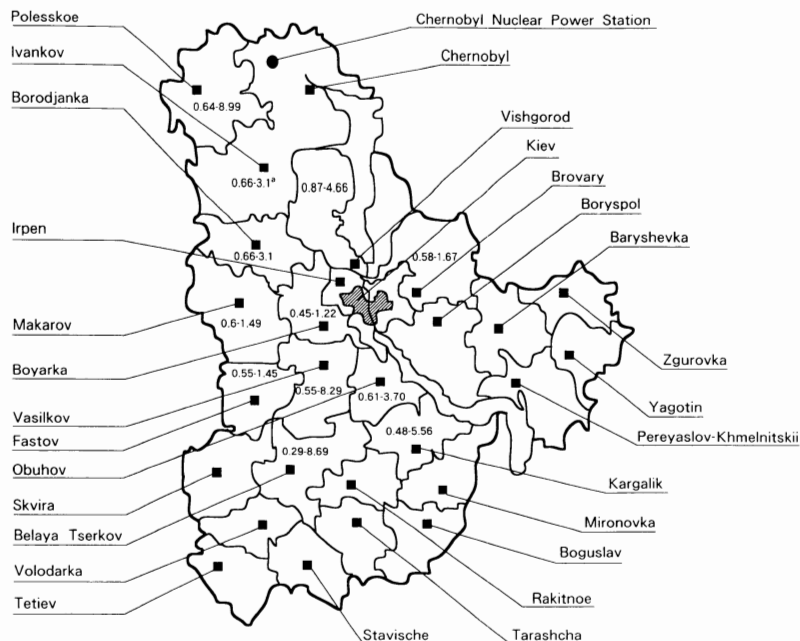 Polesskoe
Chernobyl Nuclear Power Station
Ivankov
Chernobyl
Borodjanka
0.64-8.99
Vishgorod
Kiev
0.66-3.1ª
0.87-4.66
Brovary
Boryspol
Irpen
Baryshevka
0.66-3.1
0.58-1.67
Makarov
0.6-1.49
0.45-1.22
Zgurovka
Boyarka
0.55-1.45
0.55-8.29
0.61-3.70
Yagotin
Vasilkov
Fastov
0.48-5.56
Pereyaslov-Khmelnitskii
Obuhov
0.29-8.69
Kargalik
Skvira
Mironovka
Belaya Tserkov
Boguslav
Volodarka
Rakitnoe
Tetiev
Stavische
Tarashcha